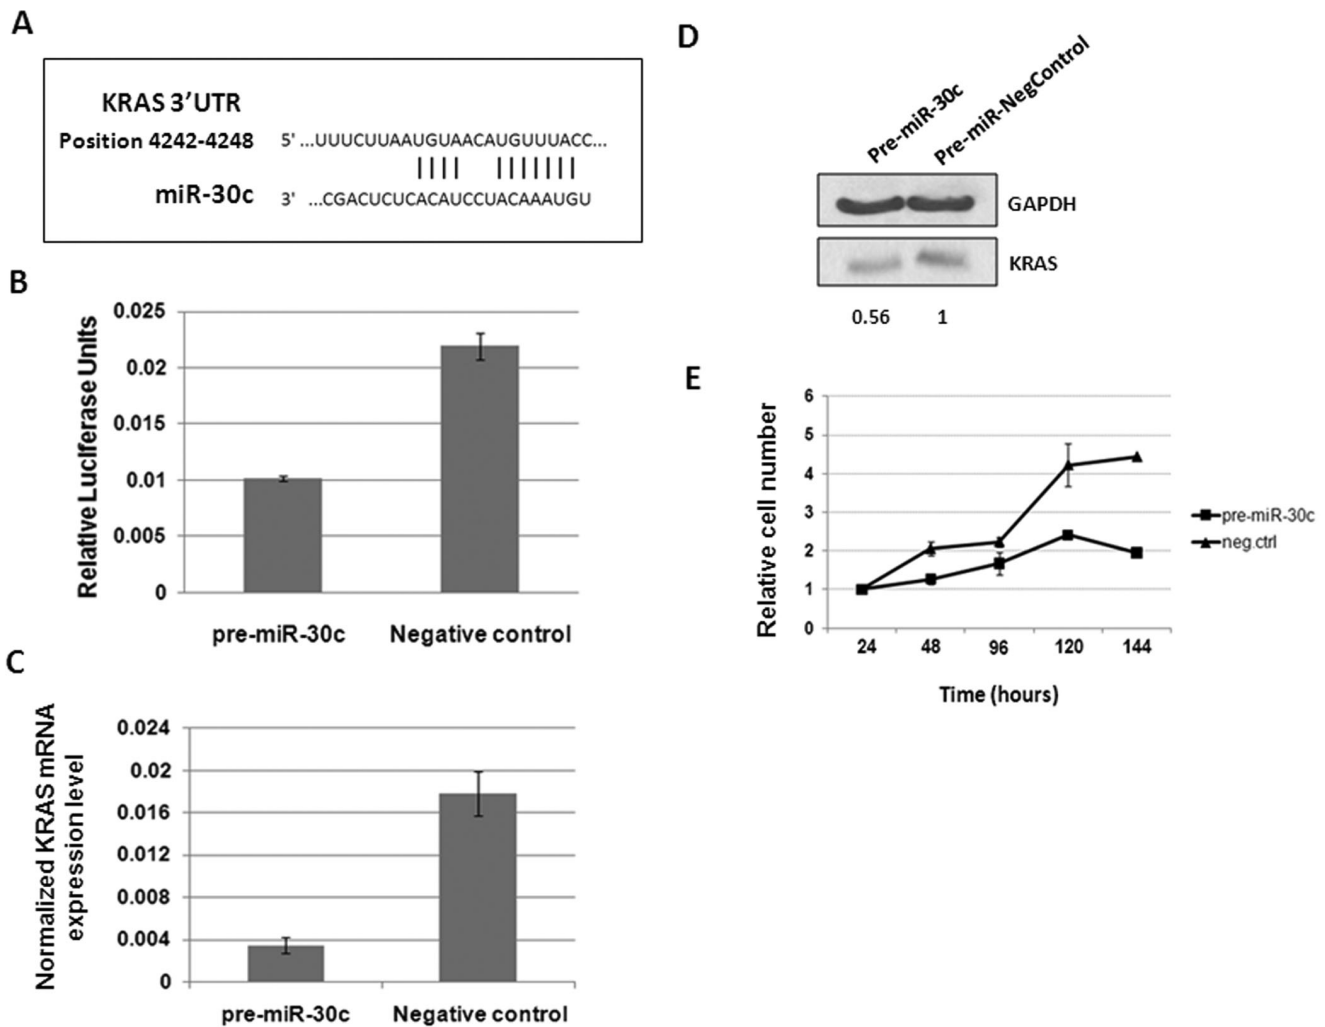 A
KRAS 3’UTR
Position 4242-4248 5' ...UUUCUUAAUGUAACAUGUUUACC...
miR-30c 3' ...CGACUCUCACAUCCUACAAAUGU
B
Relative Luciferase Units
0.025
0.02
0.015
0.01
0.005
0
pre-miR-30c Negative control
C
Normalized KRAS mRNA
expression level
0.024
0.02
0.016
0.012
0.008
0.004
0
pre-miR-30c Negative control
D
Pre-miR-30c
Pre-miR-NegControl
GAPDH
KRAS
0.56 1
E
Relative cell number
6
5
4
3
2
1
0
24 48 96 120 144
Time (hours)
pre-miR-30c
neg.ctrl